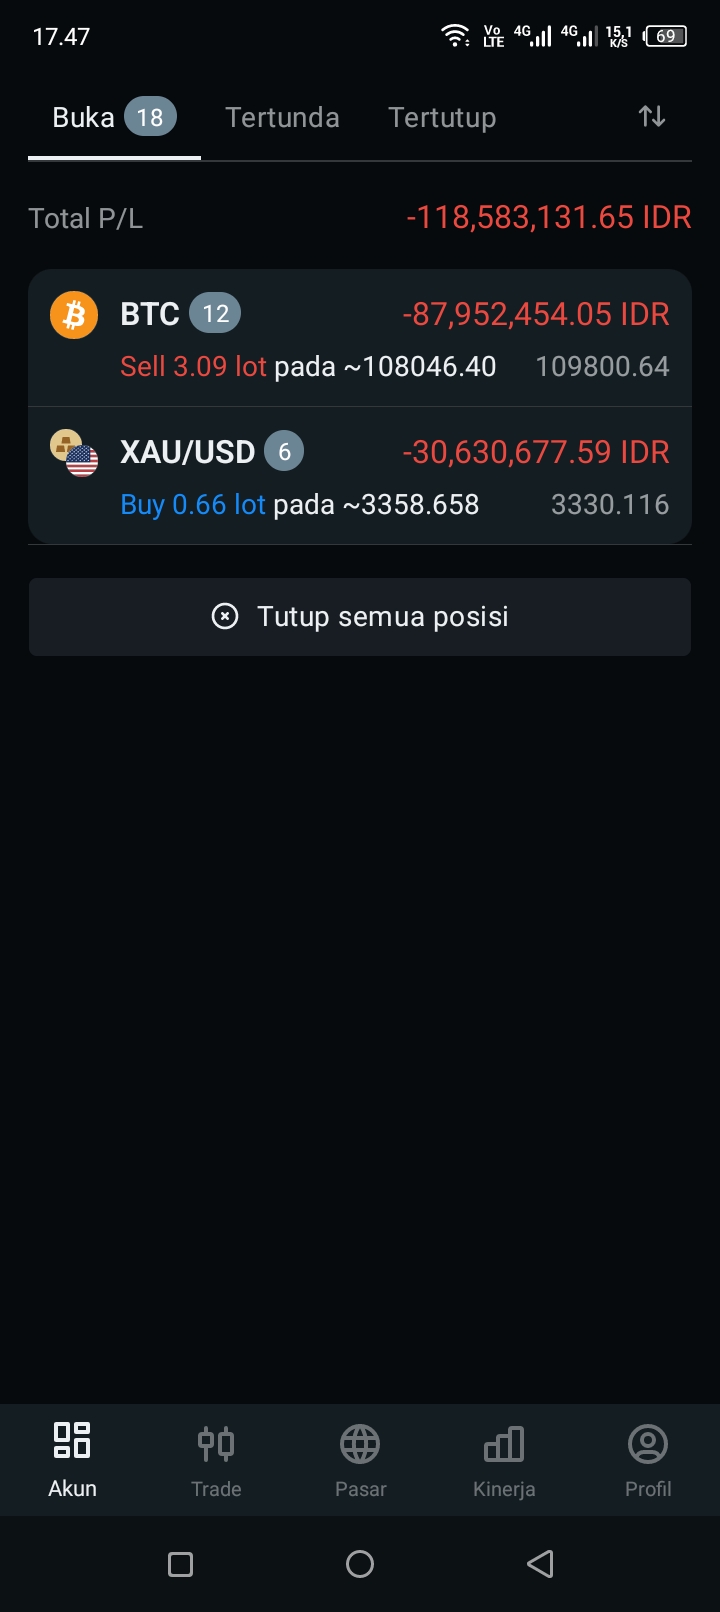 17.47 Vo LTE 4G 4G 15,1 K/S 69
Buka 18 Tertunda Tertutup
Total P/L -118,583,131.65 IDR
BTC 12 -87,952,454.05 IDR
Sell 3.09 lot pada ~108046.40 109800.64
XAU/USD 6 -30,630,677.59 IDR
Buy 0.66 lot pada ~3358.658 3330.116
Tutup semua posisi
Akun Trade Pasar Kinerja Profil